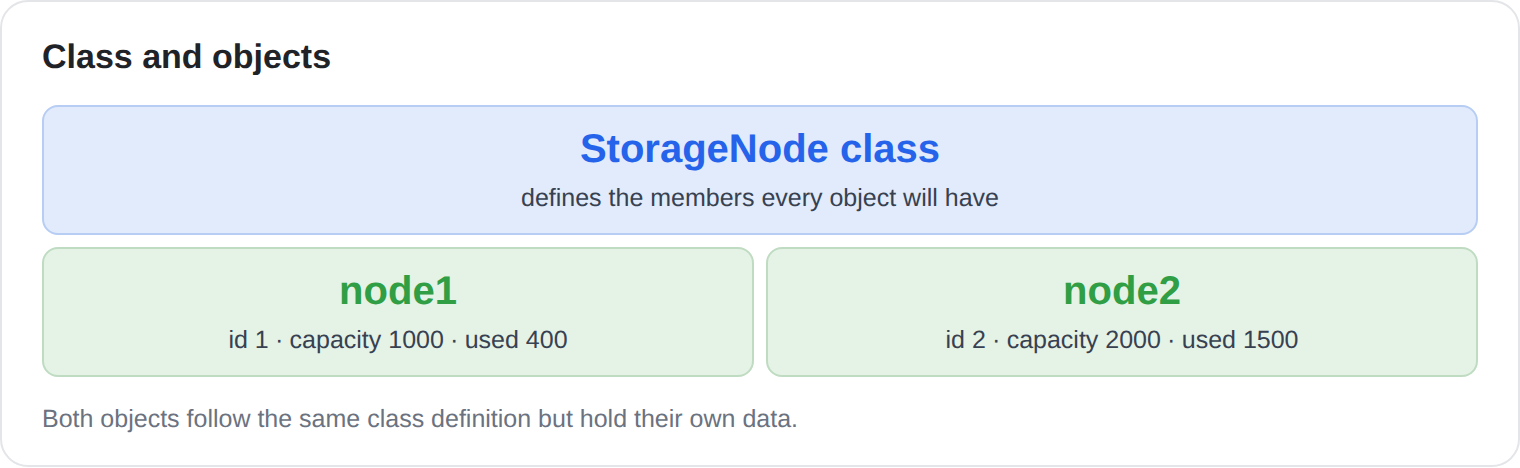 Class and objects
StorageNode class
defines the members every object will have
node1
id 1 · capacity 1000 · used 400
node2
id 2 · capacity 2000 · used 1500
Both objects follow the same class definition but hold their own data.